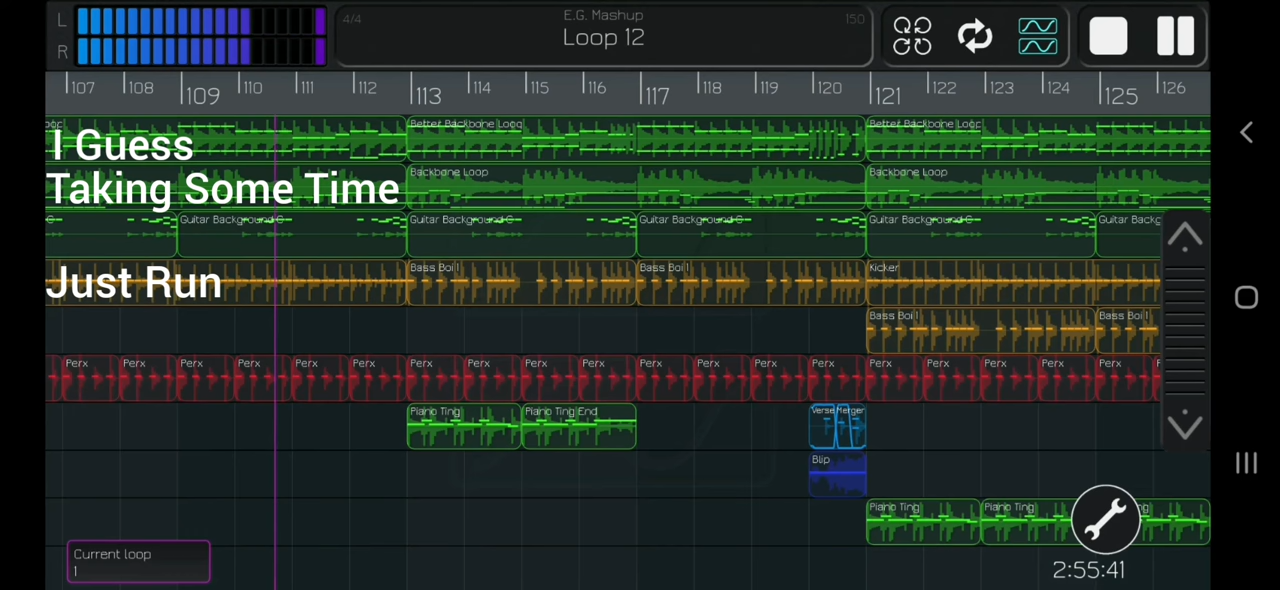 L
R
4/4
E.G. Mashup
150
Loop 12
107 108 109 110 111 112 113 114 115 116 117 118 119 120 121 122 123 124 125 126
Better Backbone Loop Better Backbone Loop
I Guess
Backbone Loop Backbone Loop
Taking Some Time
Guitar Background C Guitar Background C Guitar Background C Guitar Background C Guitar Backg
Bass Boi 1 Bass Boi 1 Kicker
Just Run
Bass Boi 1 Bass Boi 1
Perx Perx Perx Perx Perx Perx Perx Perx Perx Perx Perx Perx Perx Perx Perx Perx Perx Perx Perx
Piano Ting Piano Ting End Verse Merger
Blip
Piano Ting Piano Ting
Current loop
1
2:55:41